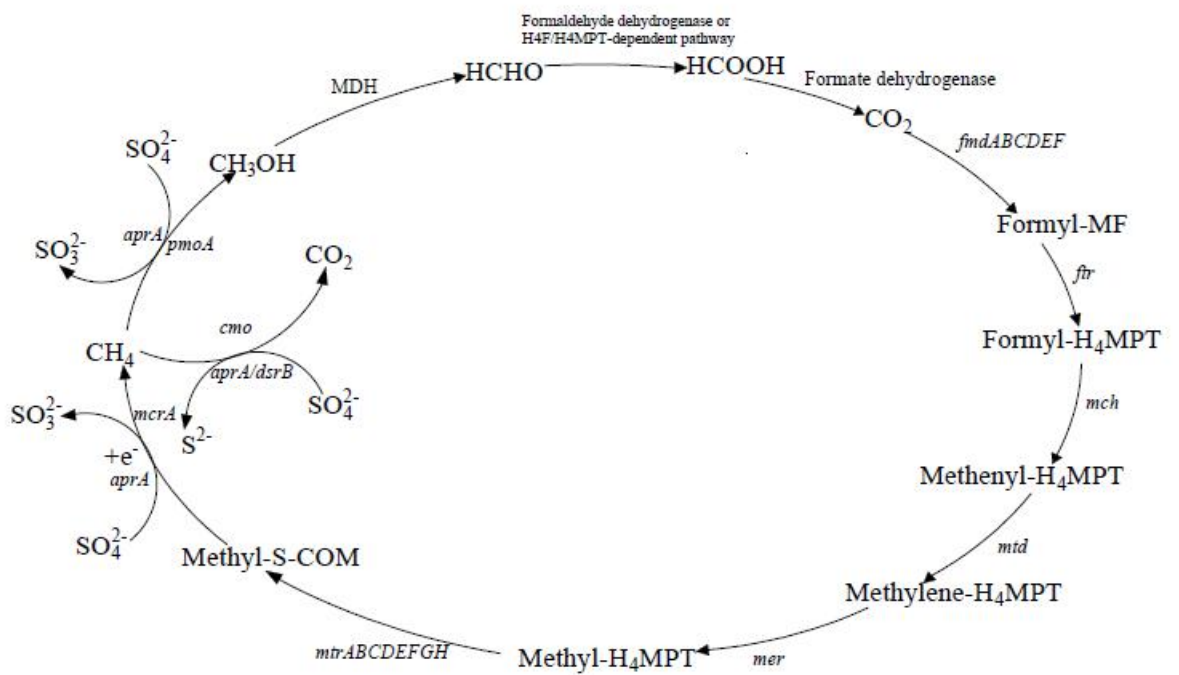 Formaldehyde dehydrogenase or
H4F/H4MPT-dependent pathway
HCHO
HCOOH
MDH
Formate dehydrogenase
CO₂
fmdABCDEF
SO₄²⁻
CH₃OH
Formyl-MF
aprA
pmoA
SO₃²⁻
CO₂
ftr
cmo
Formyl-H₄MPT
CH₄
aprA/dsrB
SO₄²⁻
mch
SO₃²⁻
mcrA
S²⁻
+e⁻
aprA
Methenyl-H₄MPT
SO₄²⁻
Methyl-S-COM
mtd
Methylene-H₄MPT
mtrABCDEFGH
Methyl-H₄MPT
mer